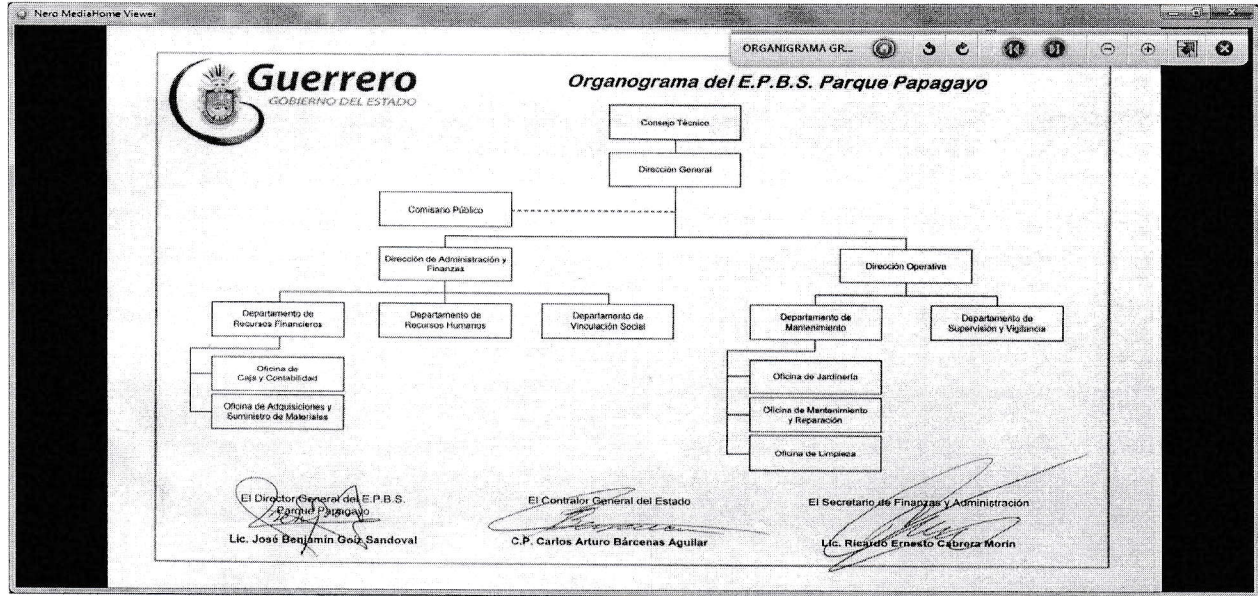 Nero MediaHome Viewer
ORGANIGRAMA GR...
Guerrero
GOBIERNO DEL ESTADO
Organograma del E.P.B.S. Parque Papagayo
Consejo Técnico
Dirección General
Comisario Público
Dirección de Administración y
Finanzas
Dirección Operativa
Departamento de
Recursos Financieros
Departamento de
Recursos Humanos
Departamento de
Vinculación Social
Departamento de
Mantenimiento
Departamento de
Supervisión y Vigilancia
Oficina de
Caja y Contabilidad
Oficina de Adquisiciones y
Suministro de Materiales
Oficina de Jardinería
Oficina de Mantenimiento
y Reparación
Oficina de Limpieza
El Director General del E.P.B.S.
Parque Papagayo
Lic. José Benjamín Goiz Sandoval
El Contralor General del Estado
C.P. Carlos Arturo Bárcenas Aguilar
El Secretario de Finanzas y Administración
Lic. Ricardo Ernesto Cabrera Morín